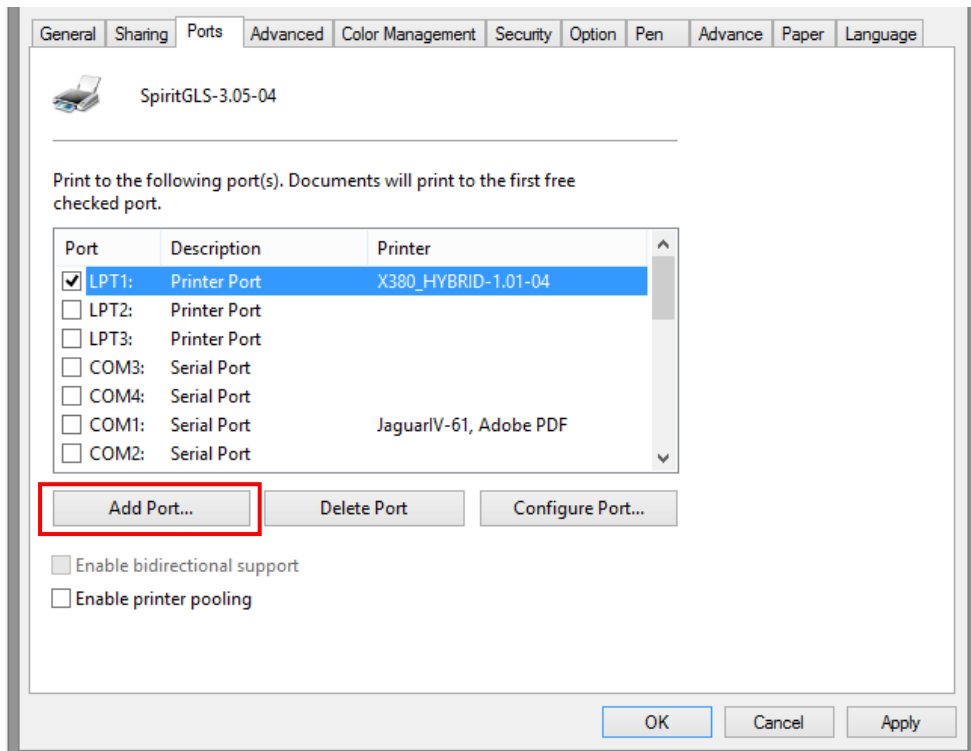 General Sharing Ports Advanced Color Management Security Option Pen Advance Paper Language
SpiritGLS-3.05-04
Print to the following port(s). Documents will print to the first free
checked port.
Port Description Printer
LPT1: Printer Port X380_HYBRID-1.01-04
LPT2: Printer Port
LPT3: Printer Port
COM3: Serial Port
COM4: Serial Port
COM1: Serial Port JaguarIV-61, Adobe PDF
COM2: Serial Port
Add Port... Delete Port Configure Port...
Enable bidirectional support
Enable printer pooling
OK Cancel Apply